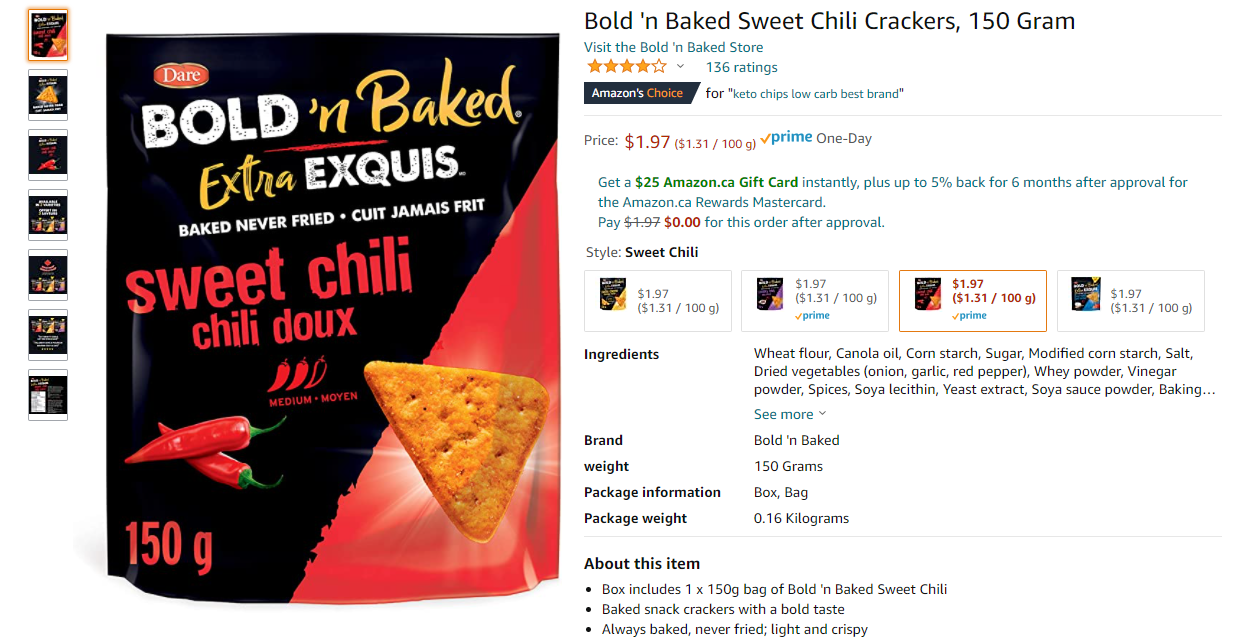 Dare
BOLD 'n Baked
Extra EXQUIS
BAKED NEVER FRIED • CUIT JAMAIS FRIT
sweet chili
chili doux
MEDIUM • MOYEN
150 g
Bold 'n Baked Sweet Chili Crackers, 150 Gram
Visit the Bold 'n Baked Store
136 ratings
Amazon's Choice for "keto chips low carb best brand"
Price: $1.97 ($1.31 / 100 g) prime One-Day
Get a $25 Amazon.ca Gift Card instantly, plus up to 5% back for 6 months after approval for
the Amazon.ca Rewards Mastercard.
Pay $1.97 $0.00 for this order after approval.
Style: Sweet Chili
$1.97
($1.31 / 100 g)
$1.97
($1.31 / 100 g)
prime
$1.97
($1.31 / 100 g)
prime
$1.97
($1.31 / 100 g)
Ingredients Wheat flour, Canola oil, Corn starch, Sugar, Modified corn starch, Salt,
Dried vegetables (onion, garlic, red pepper), Whey powder, Vinegar
powder, Spices, Soya lecithin, Yeast extract, Soya sauce powder, Baking…
See more
Brand Bold 'n Baked
weight 150 Grams
Package information Box, Bag
Package weight 0.16 Kilograms
About this item
• Box includes 1 x 150g bag of Bold 'n Baked Sweet Chili
• Baked snack crackers with a bold taste
• Always baked, never fried; light and crispy